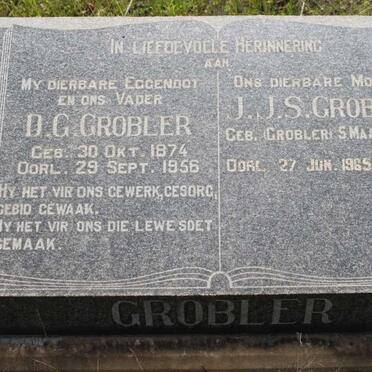 IN LIEFDEVOLLE HERINNERING
AAN
MY DIERBARE EGGENOOT
EN ONS VADER
D.G. GROBLER
GEB. 30 OKT. 1874
OORL. 29 SEPT. 1956
HY HET VIR ONS GEWERK, GESORG,
GEBID GEWAAK.
HY HET VIR ONS DIE LEWE SOET
GEMAAK.
ONS DIERBARE
J.J.S. GROB
GEB. (GROBLER) 5
OORL. 27 JUN. 1965
GROBLER